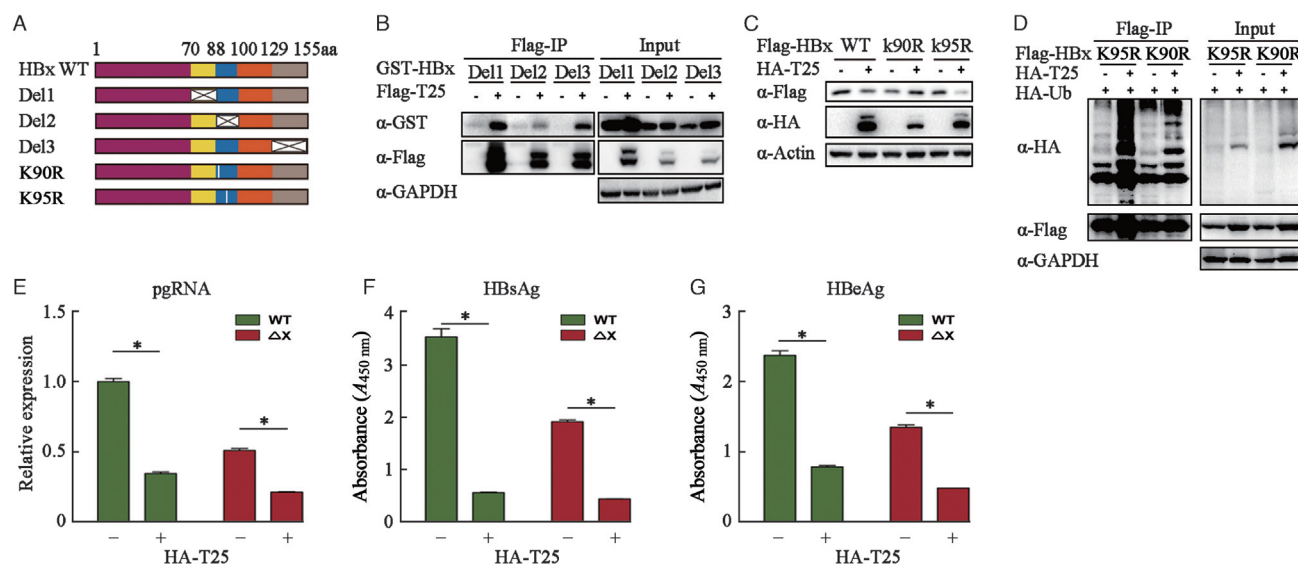 A
1 70 88 100 129 155aa
HBx WT
Del1
Del2
Del3
K90R
K95R
B
Flag-IP Input
GST-HBx Del1 Del2 Del3 Del1 Del2 Del3
Flag-T25 - + - + - + - + - + - +
α-GST
α-Flag
α-GAPDH
C
Flag-HBx WT k90R k95R
HA-T25 - + - + - +
α-Flag
α-HA
α-Actin
D
Flag-IP Input
Flag-HBx K95R K90R K95R K90R
HA-T25 - + - + - + - +
HA-Ub + + + + + + + +
α-HA
α-Flag
α-GAPDH
E
pgRNA
WT
△X
Relative expression
1.5
1.0
0.5
0
* *
− + − +
HA-T25
F
HBsAg
WT
△X
Absorbance (A450 nm)
4
3
2
1
0
* *
− + − +
HA-T25
G
HBeAg
WT
△X
Absorbance (A450 nm)
3
2
1
0
* *
− + − +
HA-T25